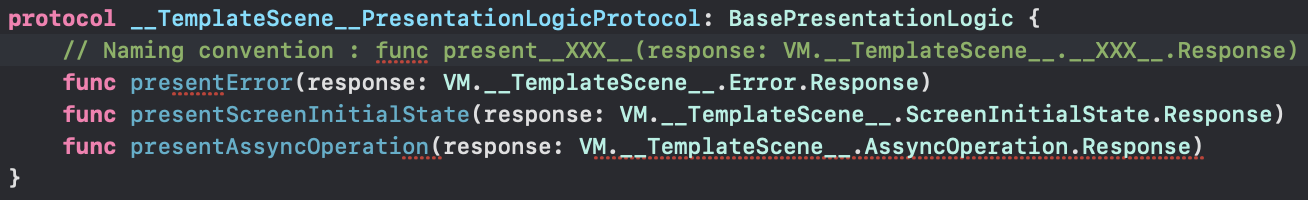 protocol __TemplateScene__PresentationLogicProtocol: BasePresentationLogic {
    // Naming convention : func present__XXX__(response: VM.__TemplateScene__.__XXX__.Response)
    func presentError(response: VM.__TemplateScene__.Error.Response)
    func presentScreenInitialState(response: VM.__TemplateScene__.ScreenInitialState.Response)
    func presentAssyncOperation(response: VM.__TemplateScene__.AssyncOperation.Response)
}